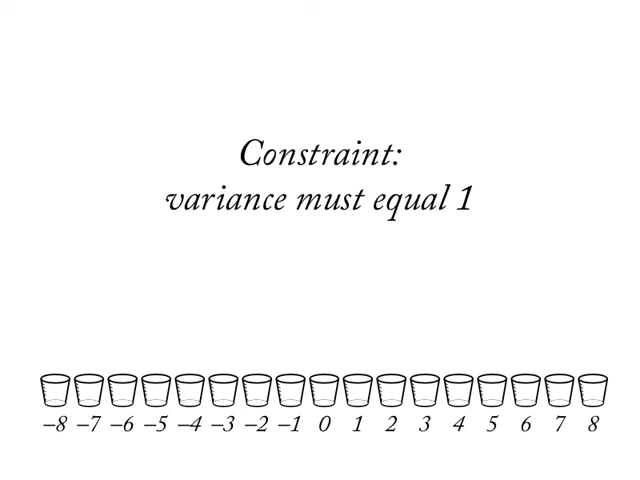 Constraint:
variance must equal 1
–8 –7 –6 –5 –4 –3 –2 –1 0 1 2 3 4 5 6 7 8